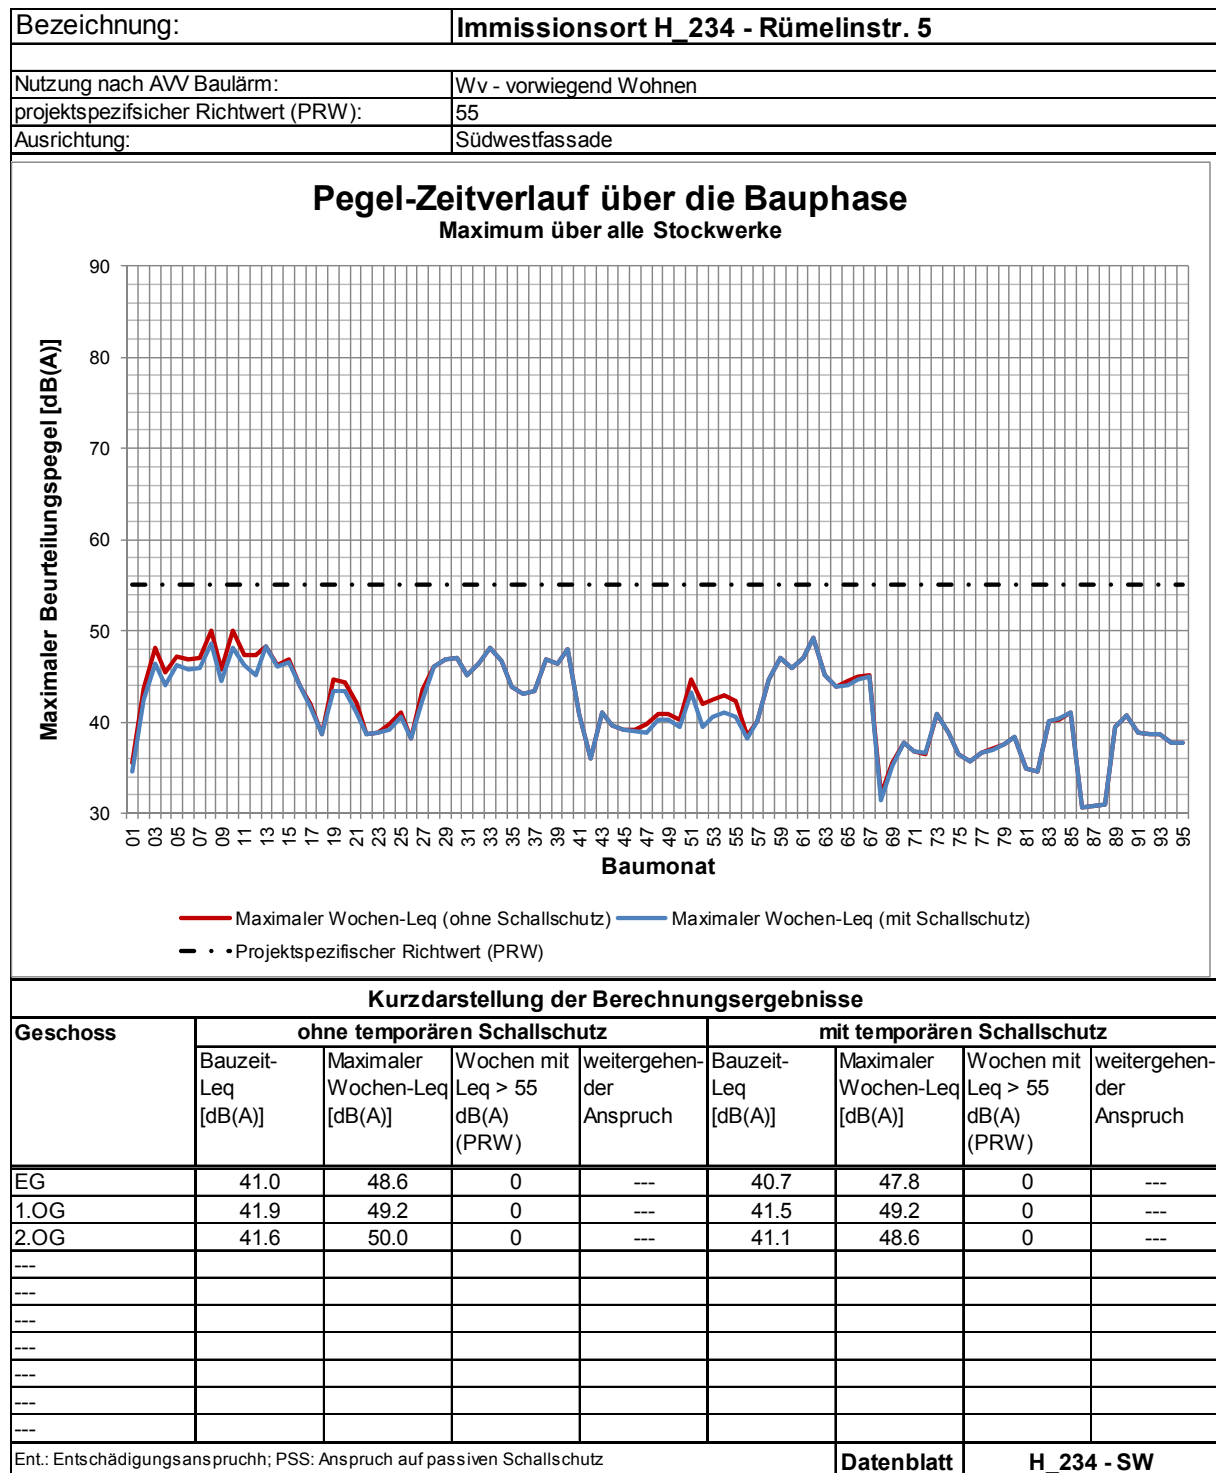 Bezeichnung: Immissionsort H_234 - Rümelinstr. 5
Nutzung nach AVV Baulärm: Wv - vorwiegend Wohnen
projektspezifsicher Richtwert (PRW): 55
Ausrichtung: Südwestfassade
Pegel-Zeitverlauf über die Bauphase
Maximum über alle Stockwerke
Maximaler Beurteilungspegel [dB(A)]
90
80
70
60
50
40
30
01 03 05 07 09 11 13 15 17 19 21 23 25 27 29 31 33 35 37 39 41 43 45 47 49 51 53 55 57 59 61 63 65 67 69 71 73 75 77 79 81 83 85 87 89 91 93 95
Baumonat
Maximaler Wochen-Leq (ohne Schallschutz) Maximaler Wochen-Leq (mit Schallschutz)
Projektspezifischer Richtwert (PRW)
Kurzdarstellung der Berechnungsergebnisse
Geschoss ohne temporären Schallschutz mit temporären Schallschutz
Bauzeit- Maximaler Wochen mit weitergehen- Bauzeit- Maximaler Wochen mit weitergehen-
Leq Wochen-Leq Leq > 55 der Leq Wochen-Leq Leq > 55 der
[dB(A)] [dB(A)] dB(A) Anspruch [dB(A)] [dB(A)] dB(A) Anspruch
(PRW) (PRW)
EG 41.0 48.6 0 --- 40.7 47.8 0 ---
1.OG 41.9 49.2 0 --- 41.5 49.2 0 ---
2.OG 41.6 50.0 0 --- 41.1 48.6 0 ---
---
---
---
---
---
---
---
Ent.: Entschädigungsanspruchh; PSS: Anspruch auf passiven Schallschutz Datenblatt H_234 - SW